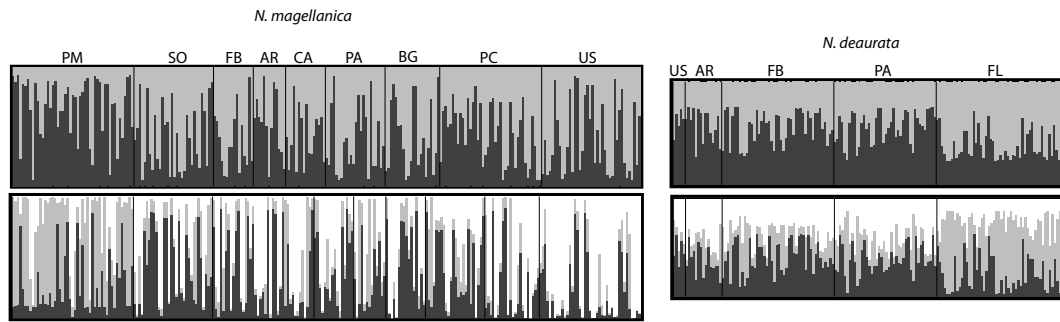 N. magellanica
PM SO FB AR CA PA BG PC US
N. deaurata
US AR FB PA FL